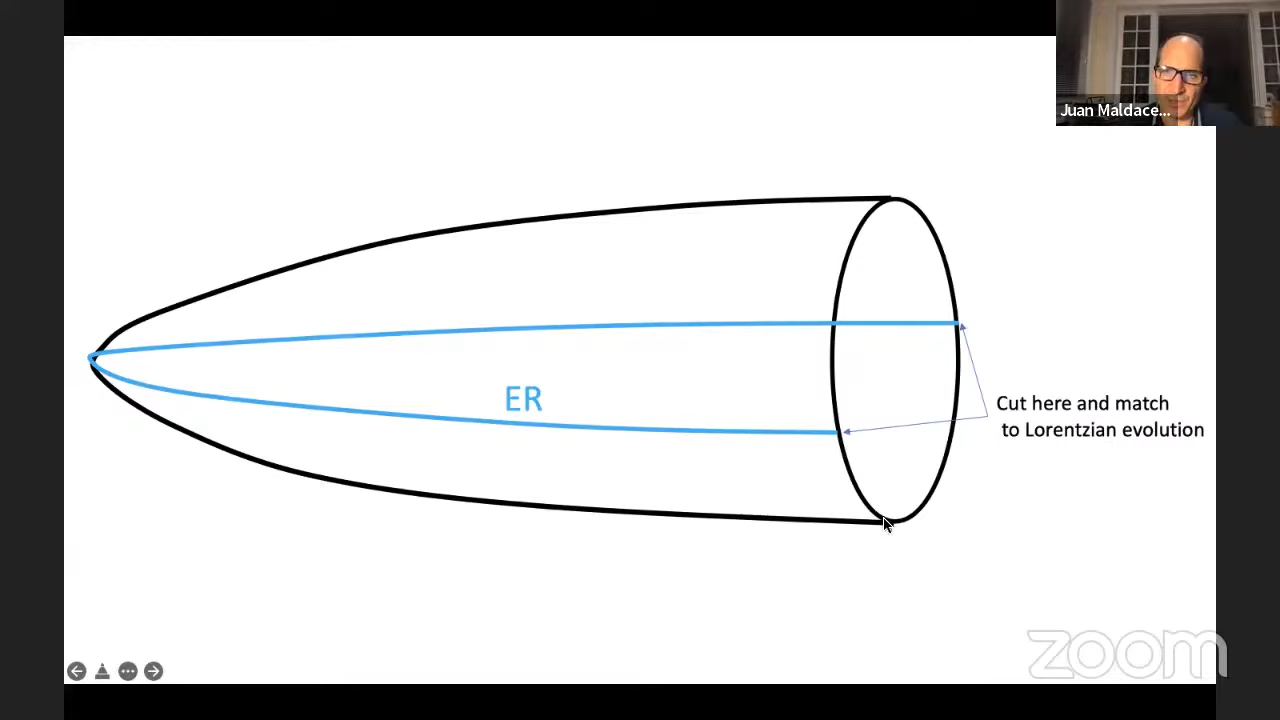 Juan Maldace...
ER
Cut here and match
to Lorentzian evolution
zoom